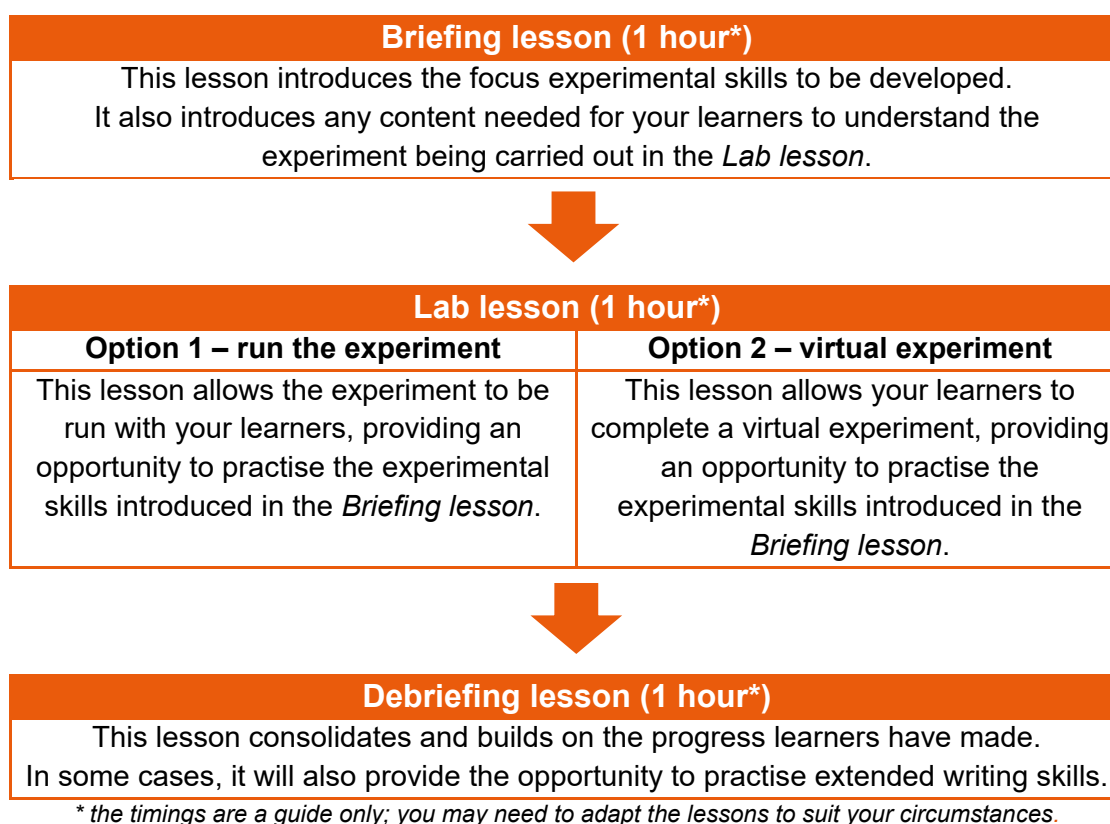 Briefing lesson (1 hour*)
This lesson introduces the focus experimental skills to be developed.
It also introduces any content needed for your learners to understand the
experiment being carried out in the Lab lesson.
Lab lesson (1 hour*)
Option 1 – run the experiment
This lesson allows the experiment to be
run with your learners, providing an
opportunity to practise the experimental
skills introduced in the Briefing lesson.
Option 2 – virtual experiment
This lesson allows your learners to
complete a virtual experiment, providing
an opportunity to practise the
experimental skills introduced in the
Briefing lesson.
Debriefing lesson (1 hour*)
This lesson consolidates and builds on the progress learners have made.
In some cases, it will also provide the opportunity to practise extended writing skills.
* the timings are a guide only; you may need to adapt the lessons to suit your circumstances.